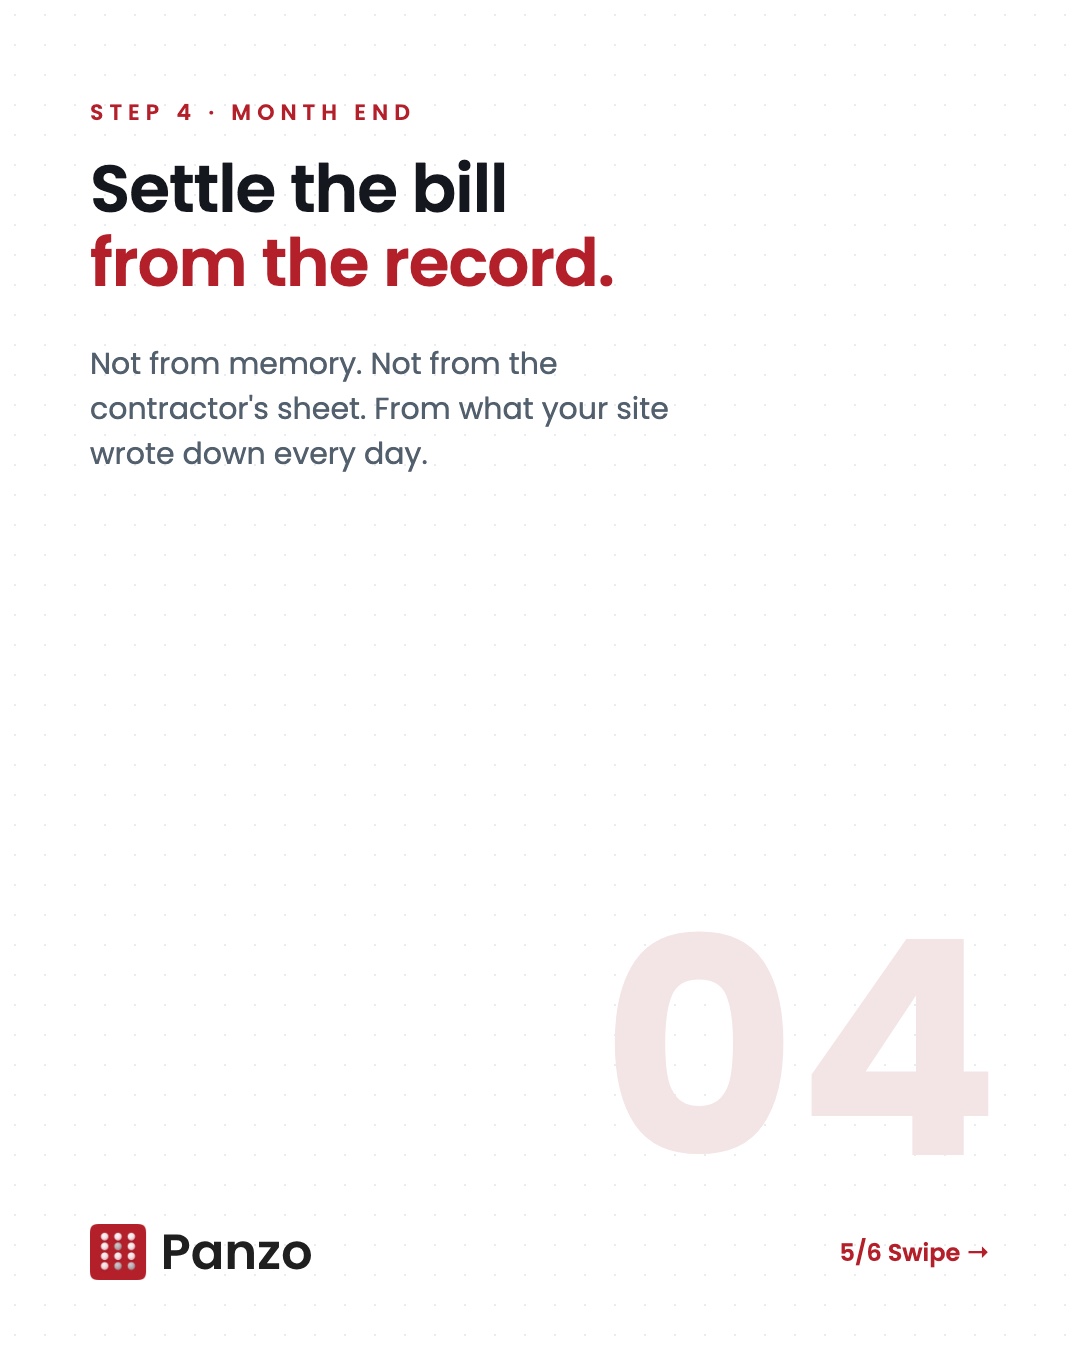 STEP 4 · MONTH END
Settle the bill
from the record.
Not from memory. Not from the
contractor's sheet. From what your site
wrote down every day.
04
Panzo
5/6 Swipe →